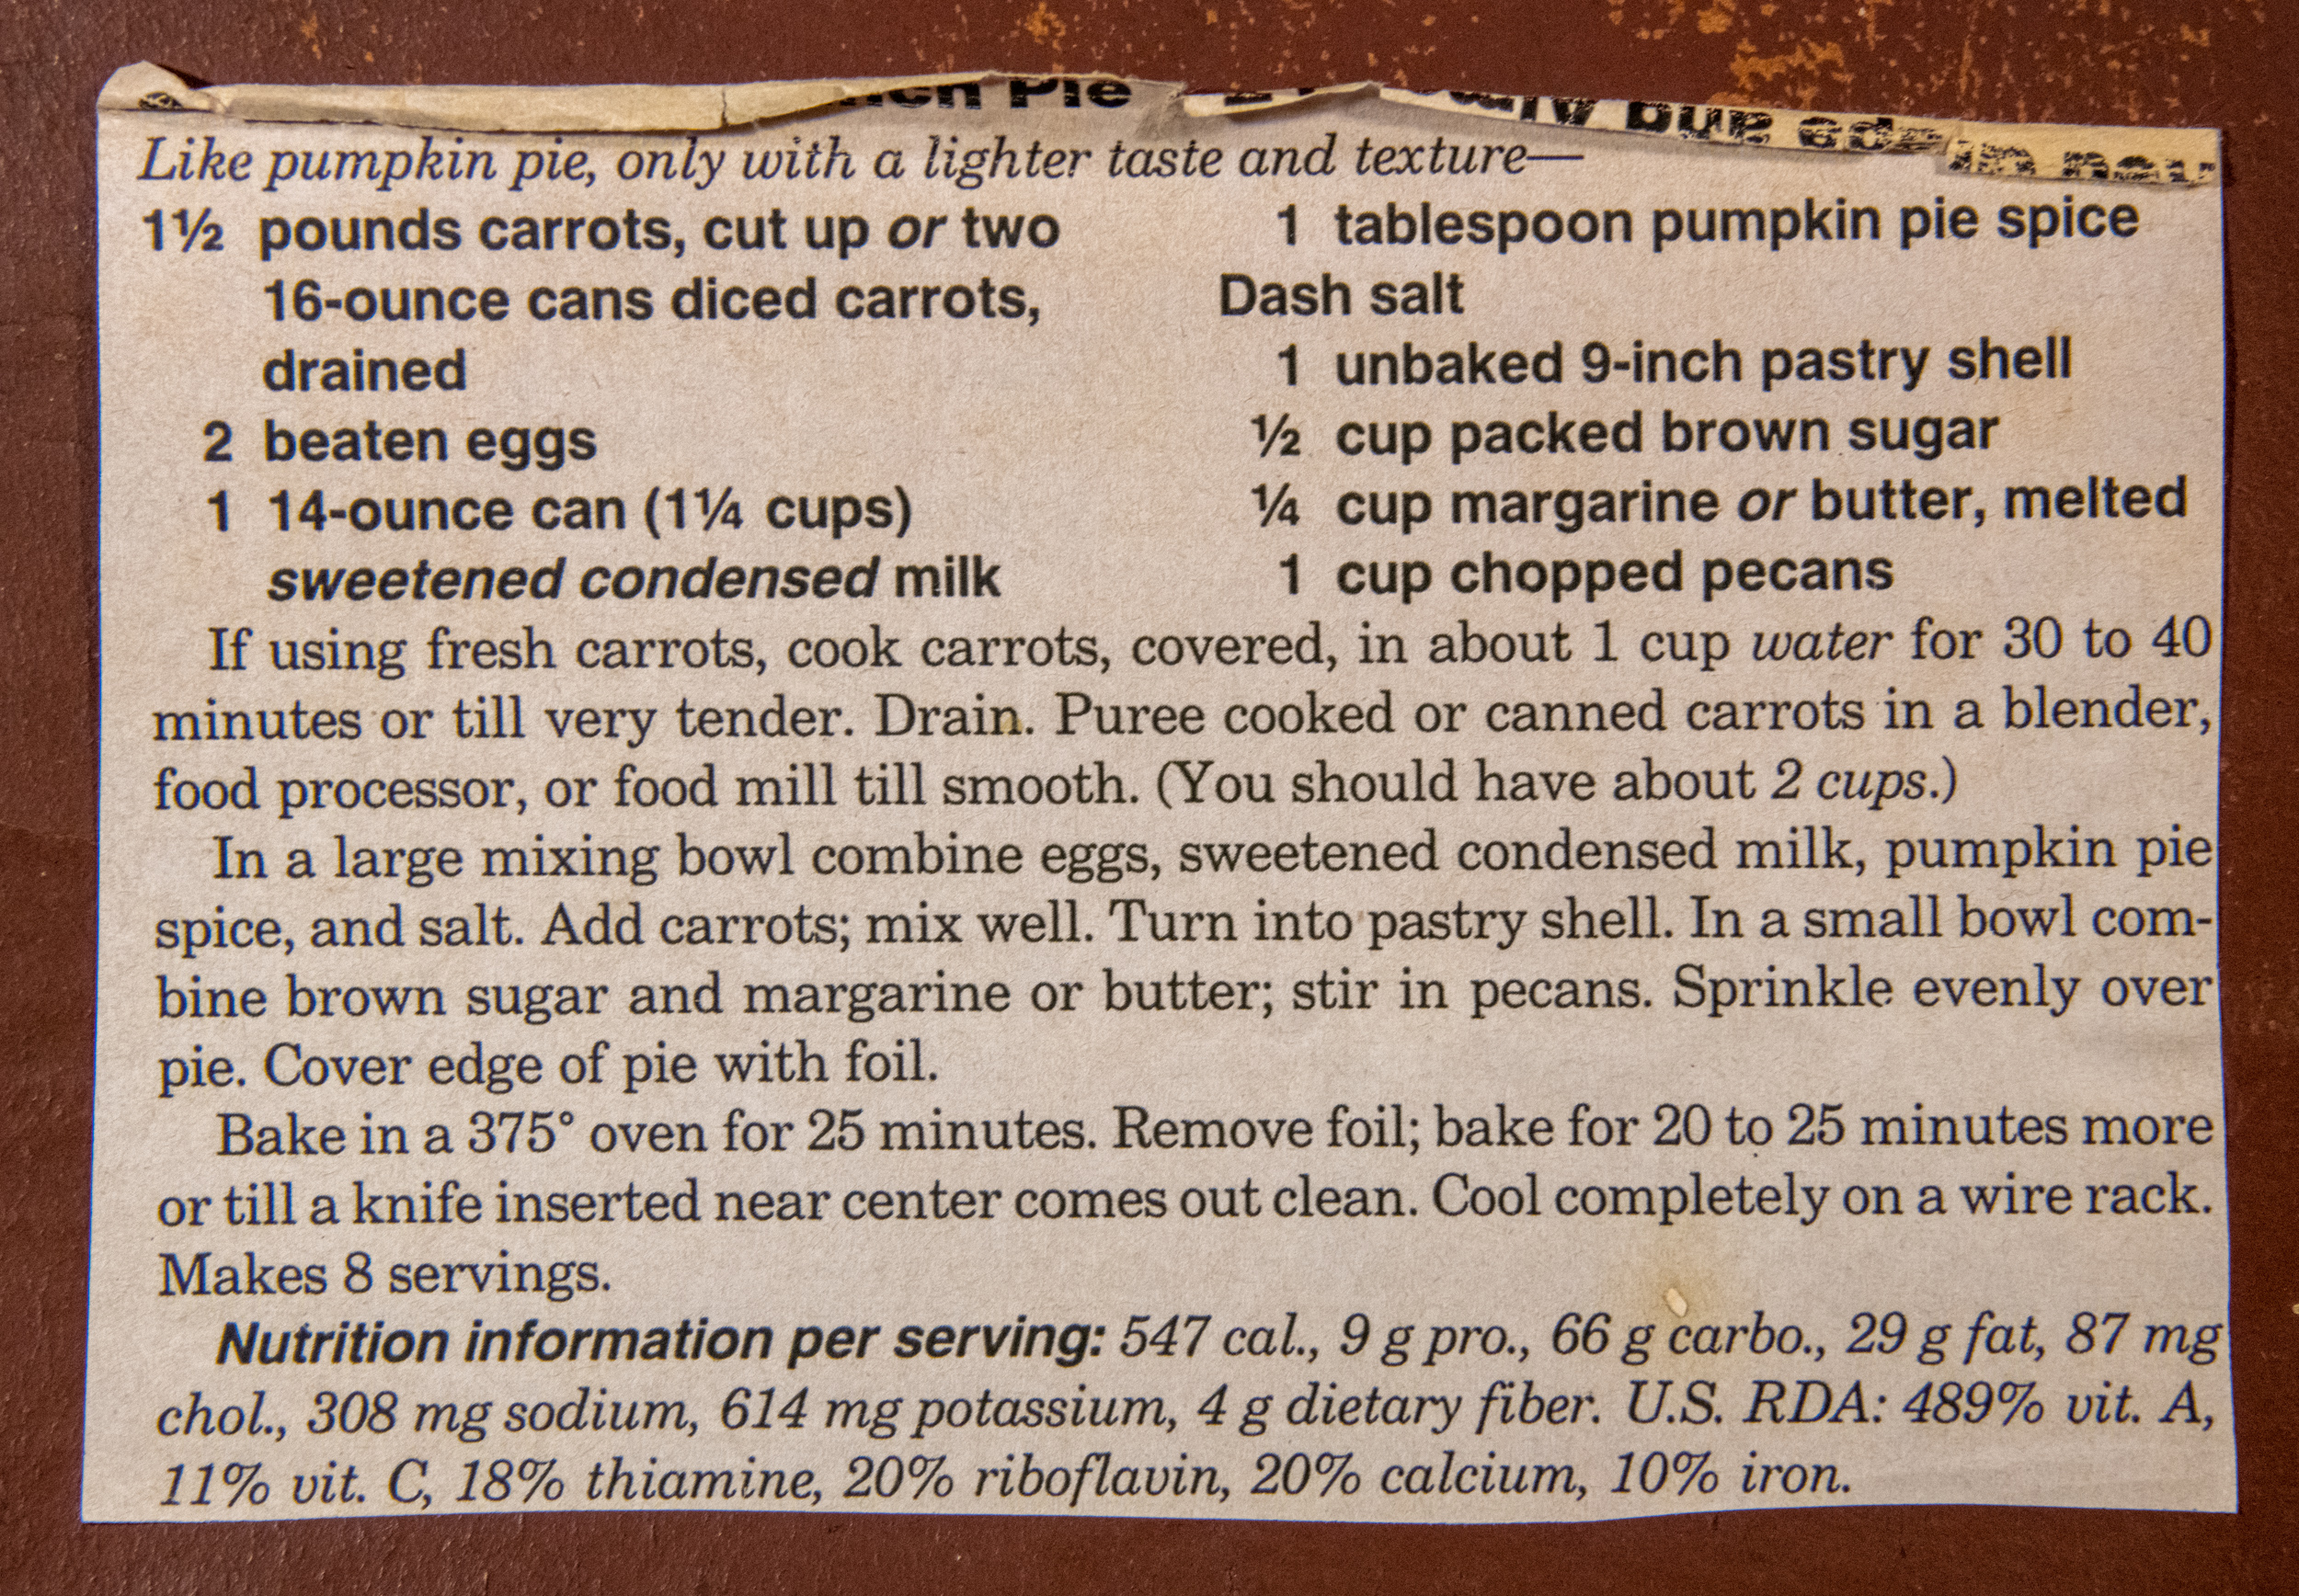 Pie
Like pumpkin pie, only with a lighter taste and texture—
1½ pounds carrots, cut up or two
16-ounce cans diced carrots,
drained
2 beaten eggs
1 14-ounce can (1¼ cups)
sweetened condensed milk
1 tablespoon pumpkin pie spice
Dash salt
1 unbaked 9-inch pastry shell
½ cup packed brown sugar
¼ cup margarine or butter, melted
1 cup chopped pecans
If using fresh carrots, cook carrots, covered, in about 1 cup water for 30 to 40
minutes or till very tender. Drain. Puree cooked or canned carrots in a blender,
food processor, or food mill till smooth. (You should have about 2 cups.)
In a large mixing bowl combine eggs, sweetened condensed milk, pumpkin pie
spice, and salt. Add carrots; mix well. Turn into pastry shell. In a small bowl com-
bine brown sugar and margarine or butter; stir in pecans. Sprinkle evenly over
pie. Cover edge of pie with foil.
Bake in a 375° oven for 25 minutes. Remove foil; bake for 20 to 25 minutes more
or till a knife inserted near center comes out clean. Cool completely on a wire rack.
Makes 8 servings.
Nutrition information per serving: 547 cal., 9 g pro., 66 g carbo., 29 g fat, 87 mg
chol., 308 mg sodium, 614 mg potassium, 4 g dietary fiber. U.S. RDA: 489% vit. A,
11% vit. C, 18% thiamine, 20% riboflavin, 20% calcium, 10% iron.